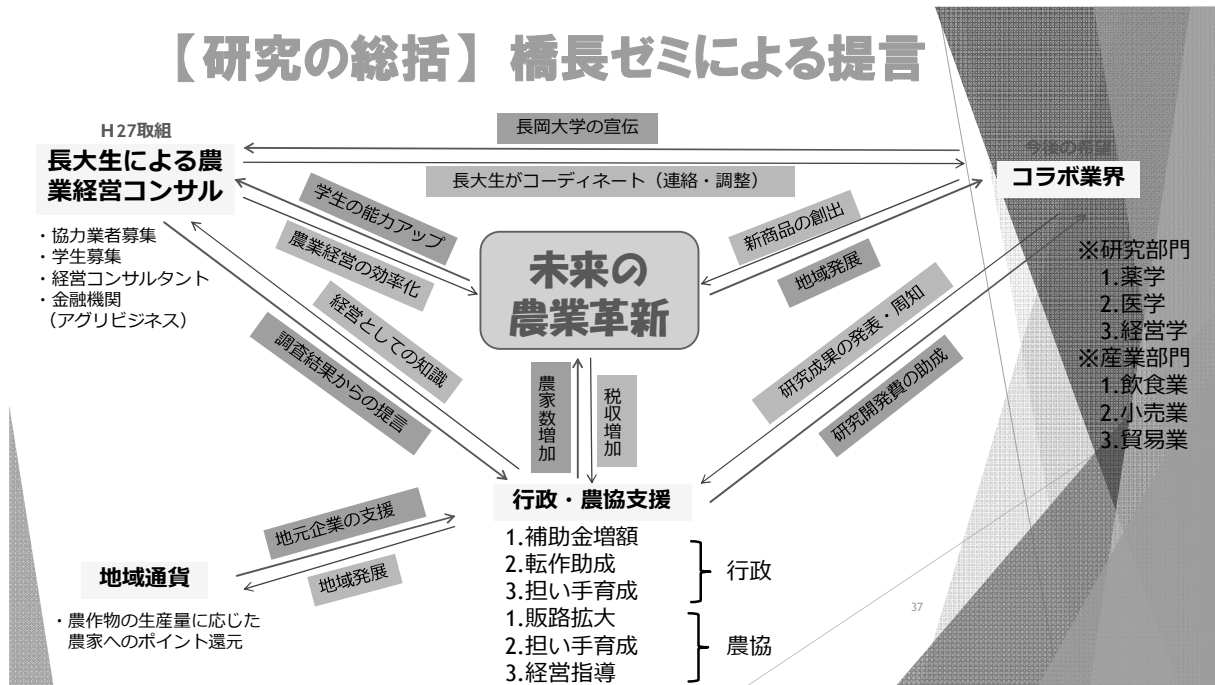 【研究の総括】 橋長ゼミによる提言
H27取組
長大生による農
業経営コンサル
・協力業者募集
・学生募集
・経営コンサルタント
・金融機関
（アグリビジネス）
長岡大学の宣伝
長大生がコーディネート（連絡・調整）
今後の希望
コラボ業界
※研究部門
1.薬学
2.医学
3.経営学
※産業部門
1.飲食業
2.小売業
3.貿易業
学生の能力アップ
農業経営の効率化
経営としての知識
調査結果からの提言
未来の
農業革新
新商品の創出
地域発展
研究成果の発表・周知
研究開発費の助成
農家数増加
税収増加
行政・農協支援
1.補助金増額
2.転作助成
3.担い手育成
行政
1.販路拡大
2.担い手育成
3.経営指導
農協
地元企業の支援
地域発展
地域通貨
・農作物の生産量に応じた
農家へのポイント還元
37